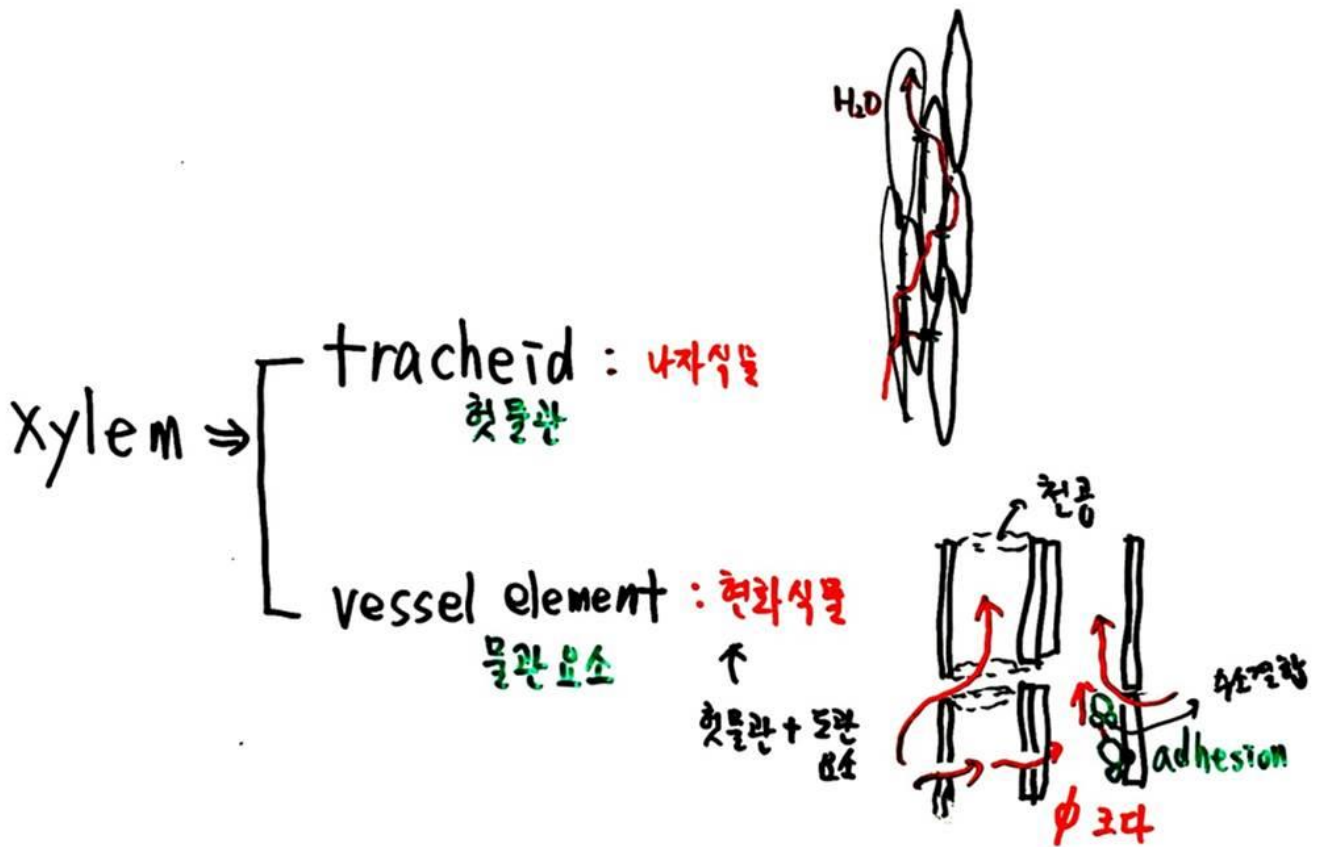 H₂O
Xylem ⇒
tracheid : 나자식물
헛물관
천공
vessel element : 현화식물
물관요소
↑
헛물관 + 도관
요소
수소결합
adhesion
ϕ 크다